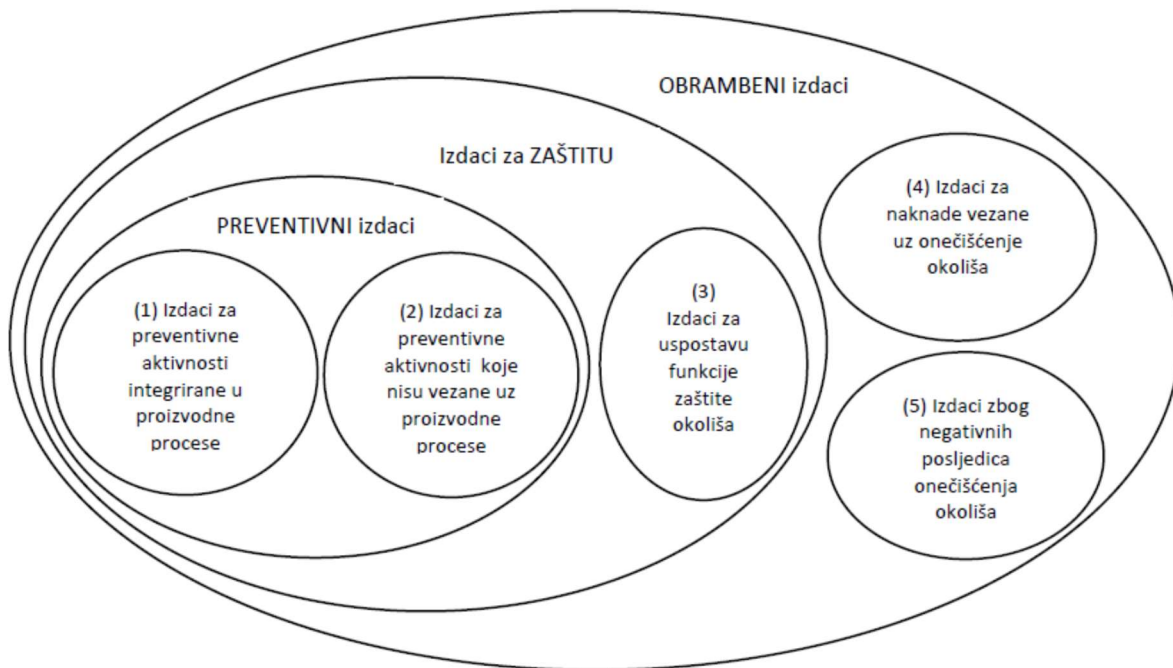 OBRAMBENI izdaci
Izdaci za ZAŠTITU
PREVENTIVNI izdaci
(1) Izdaci za
preventivne
aktivnosti
integrirane u
proizvodne
procese
(2) Izdaci za
preventivne
aktivnosti koje
nisu vezane uz
proizvodne
procese
(3)
Izdaci za
uspostavu
funkcije
zaštite
okoliša
(4) Izdaci za
naknade vezane
uz onečišćenje
okoliša
(5) Izdaci zbog
negativnih
posljedica
onečišćenja
okoliša